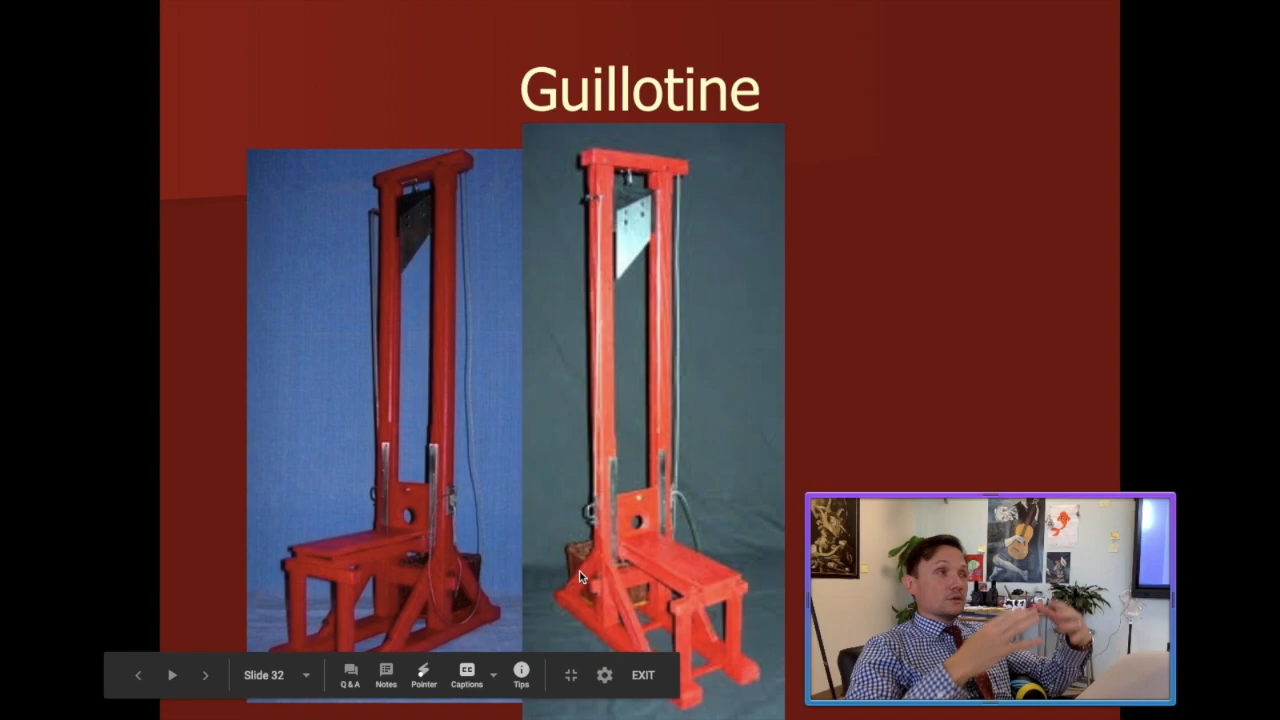 Guillotine
Slide 32
Q & A
Notes
Pointer
Captions
Tips
EXIT